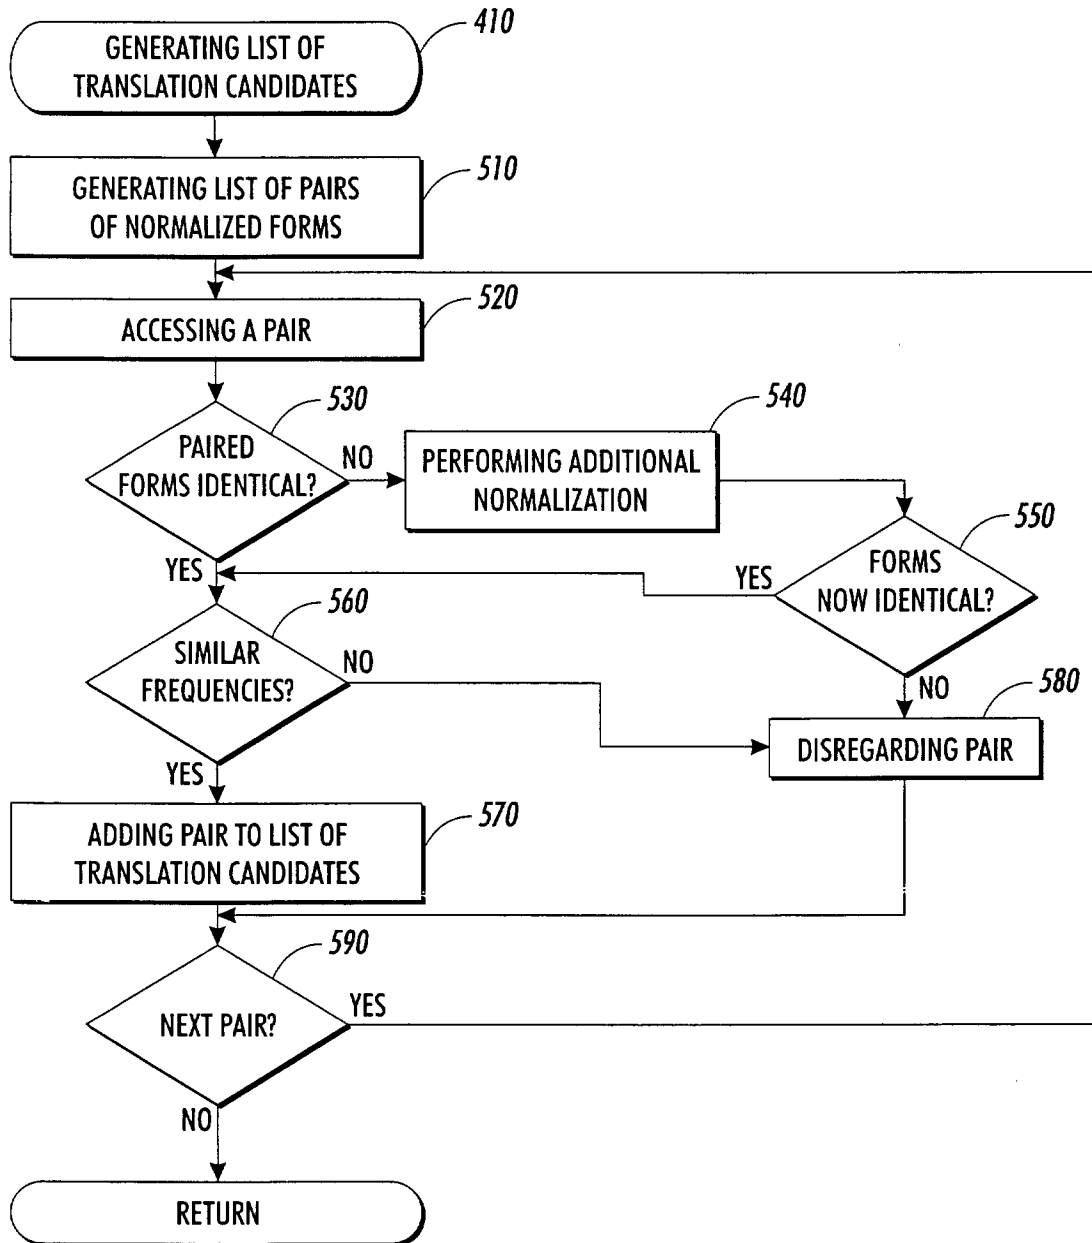 GENERATING LIST OF
TRANSLATION CANDIDATES
410
GENERATING LIST OF PAIRS
OF NORMALIZED FORMS
510
ACCESSING A PAIR
520
PAIRED
FORMS IDENTICAL?
530
NO
PERFORMING ADDITIONAL
NORMALIZATION
540
YES
FORMS
NOW IDENTICAL?
550
YES
NO
SIMILAR
FREQUENCIES?
560
NO
YES
DISREGARDING PAIR
580
ADDING PAIR TO LIST OF
TRANSLATION CANDIDATES
570
NEXT PAIR?
590
YES
NO
RETURN